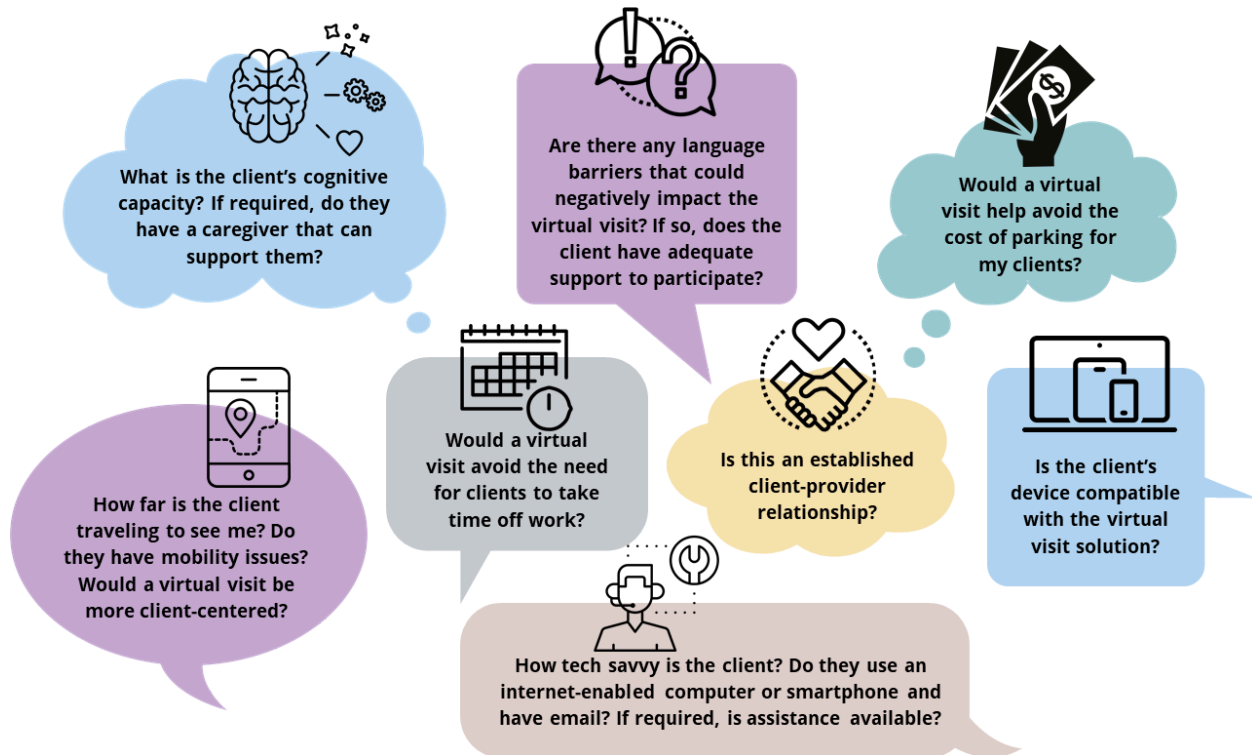 What is the client's cognitive
capacity? If required, do they
have a caregiver that can
support them?
Are there any language
barriers that could
negatively impact the
virtual visit? If so, does the
client have adequate
support to participate?
$
Would a virtual
visit help avoid the
cost of parking for
my clients?
How far is the client
traveling to see me? Do
they have mobility issues?
Would a virtual visit be
more client-centered?
Would a virtual
visit avoid the need
for clients to take
time off work?
Is this an established
client-provider
relationship?
Is the client's
device compatible
with the virtual
visit solution?
How tech savvy is the client? Do they use an
internet-enabled computer or smartphone and
have email? If required, is assistance available?